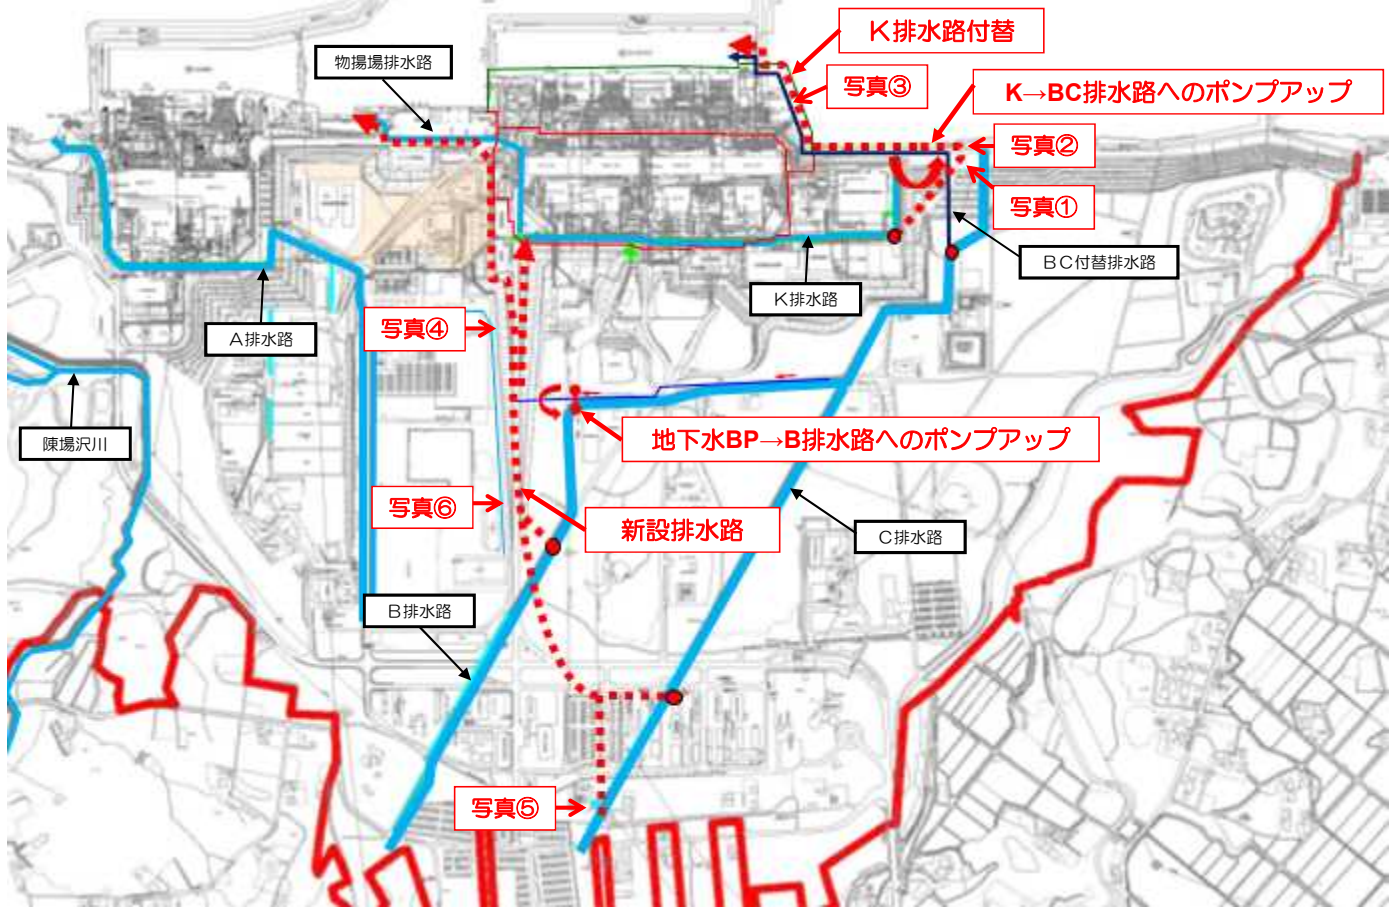 K排水路付替
物揚場排水路
写真③
K→BC排水路へのポンプアップ
写真②
写真①
BC付替排水路
K排水路
写真④
A排水路
陳場沢川
地下水BP→B排水路へのポンプアップ
写真⑥
新設排水路
C排水路
B排水路
写真⑤